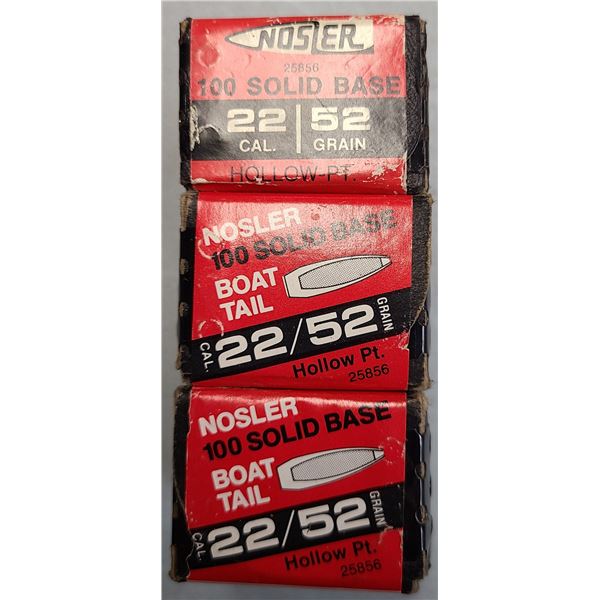 NOSLER
25856
100 SOLID BASE
22 52
CAL. GRAIN
HOLLOW-PT.
NOSLER
100 SOLID BASE
BOAT
TAIL
CAL. 22/52 GRAIN
Hollow Pt.
25856
NOSLER
100 SOLID BASE
BOAT
TAIL
CAL. 22/52 GRAIN
Hollow Pt.
25856